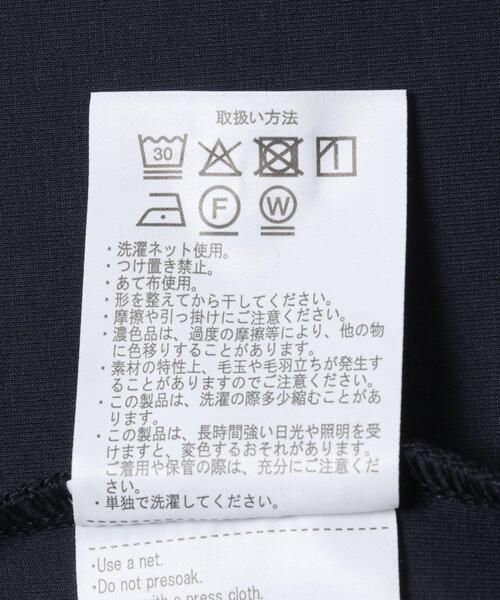 取扱い方法
30
F W
・洗濯ネット使用。
・つけ置き禁止。
・あて布使用。
・形を整えてから干してください。
・摩擦や引っ掛けにご注意ください。
・濃色品は、過度の摩擦等により、他の物
に色移りすることがあります。
・素材の特性上、毛玉や毛羽立ちが発生す
ることがありますのでご注意ください。
・この製品は、洗濯の際多少縮むことがあ
ります。
・この製品は、長時間強い日光や照明を受
けますと、変色するおそれがあります。
ご着用や保管の際は、充分にご注意くだ
さい。
・単独で洗濯してください。
・Use a net.
・Do not presoak.
with a press cloth.